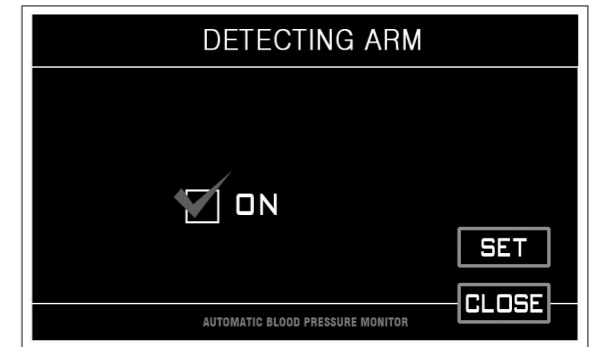 DETECTING ARM
ON
SET
CLOSE
AUTOMATIC BLOOD PRESSURE MONITOR